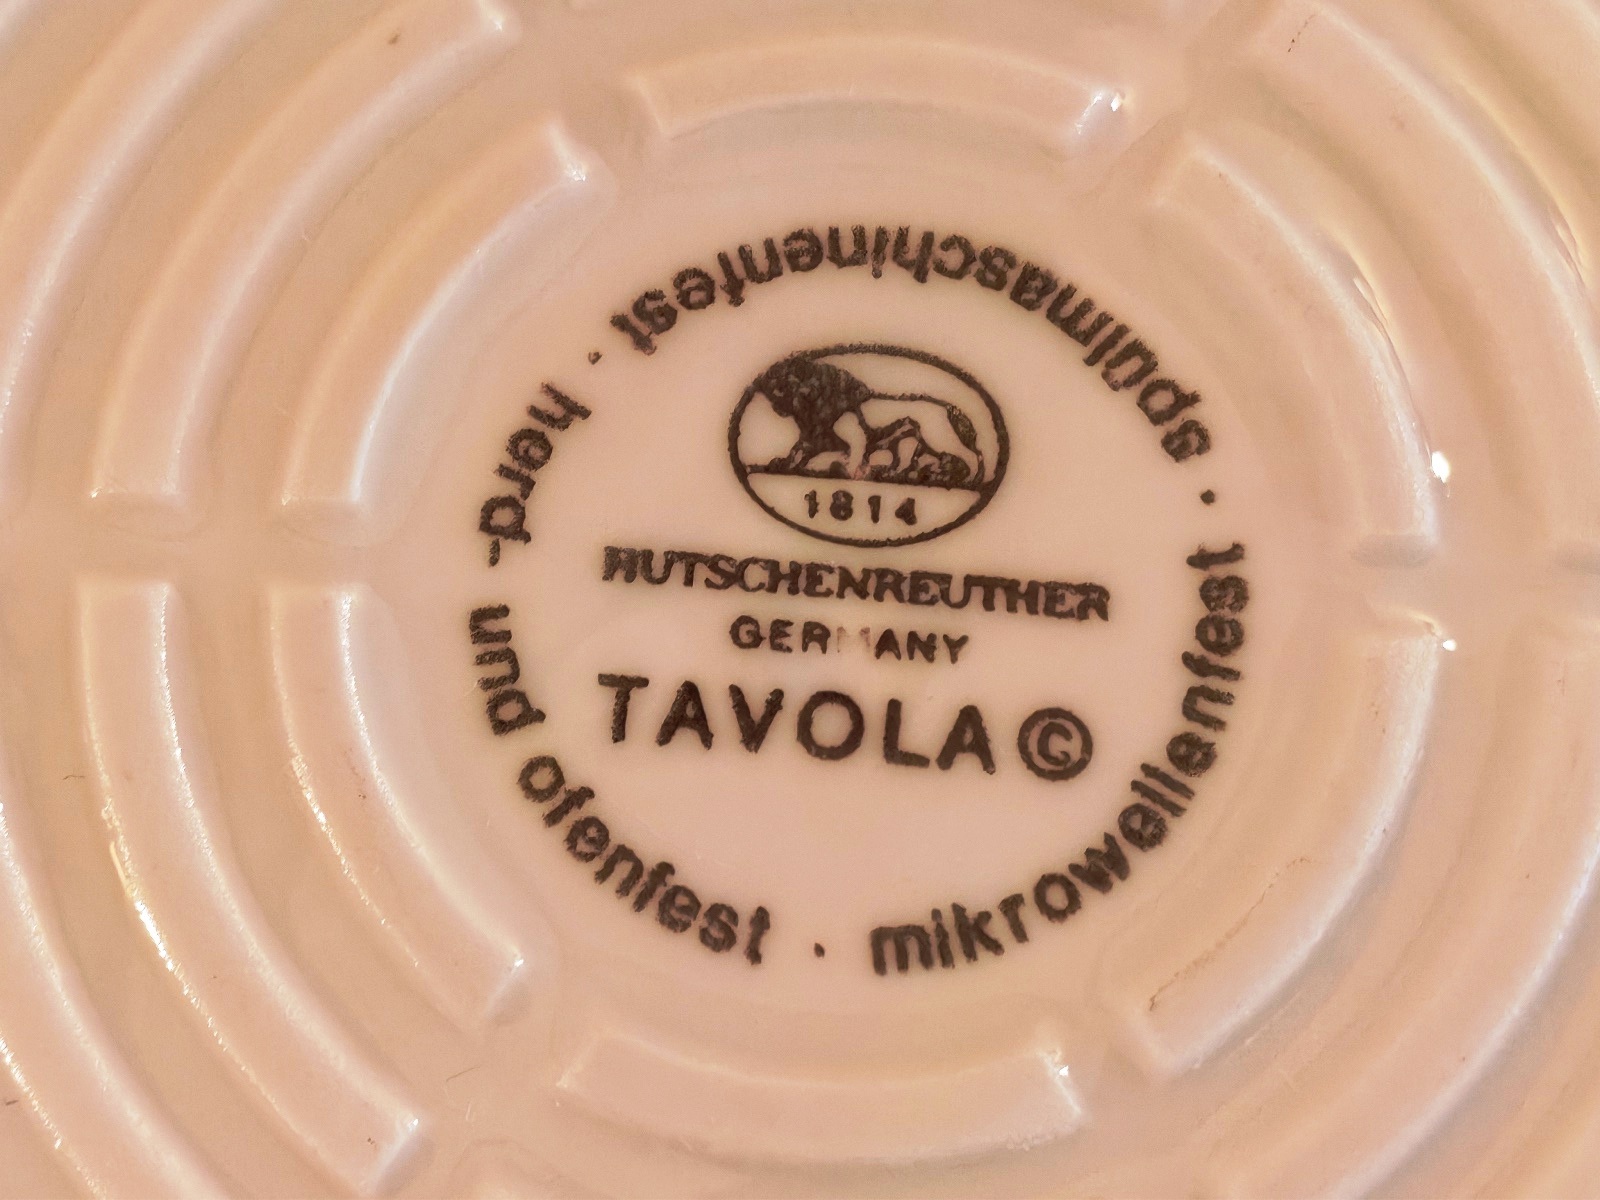 1814
HUTSCHENREUTHER
GERMANY
TAVOLA ©
herd- und ofenfest · mikrowellenfest · spülmaschinenfest ·